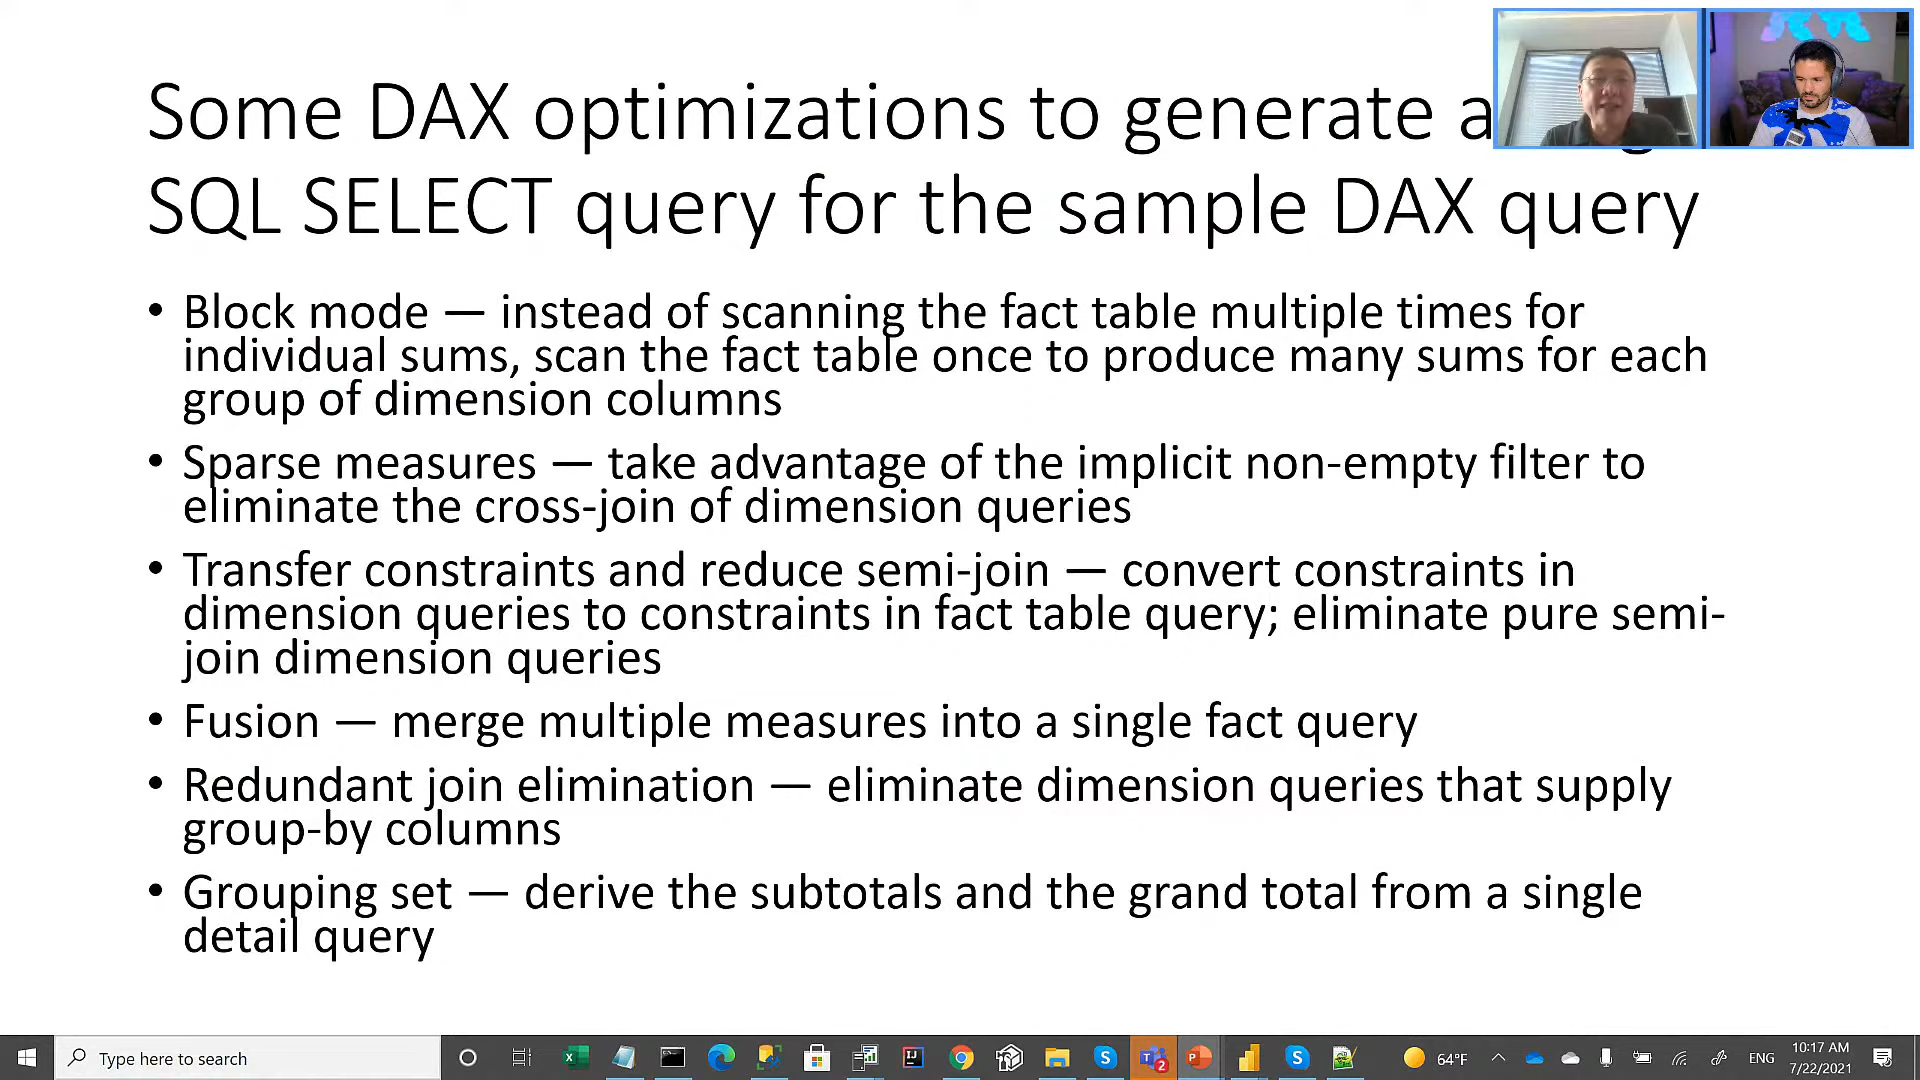 Some DAX optimizations to generate a
SQL SELECT query for the sample DAX query
• Block mode — instead of scanning the fact table multiple times for
individual sums, scan the fact table once to produce many sums for each
group of dimension columns
• Sparse measures — take advantage of the implicit non-empty filter to
eliminate the cross-join of dimension queries
• Transfer constraints and reduce semi-join — convert constraints in
dimension queries to constraints in fact table query; eliminate pure semi-
join dimension queries
• Fusion — merge multiple measures into a single fact query
• Redundant join elimination — eliminate dimension queries that supply
group-by columns
• Grouping set — derive the subtotals and the grand total from a single
detail query
Type here to search
64°F
ENG
10:17 AM
7/22/2021